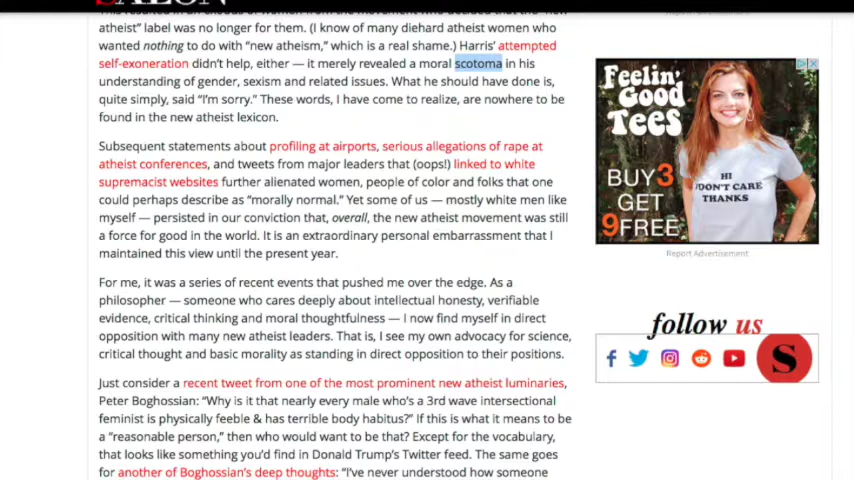 SALON
This resulted in an exodus of women from the movement who decided that the "new
atheist" label was no longer for them. (I know of many diehard atheist women who
wanted nothing to do with "new atheism," which is a real shame.) Harris' attempted
self-exoneration didn't help, either — it merely revealed a moral scotoma in his
understanding of gender, sexism and related issues. What he should have done is,
quite simply, said "I'm sorry." These words, I have come to realize, are nowhere to be
found in the new atheist lexicon.
Subsequent statements about profiling at airports, serious allegations of rape at
atheist conferences, and tweets from major leaders that (oops!) linked to white
supremacist websites further alienated women, people of color and folks that one
could perhaps describe as "morally normal." Yet some of us — mostly white men like
myself — persisted in our conviction that, overall, the new atheist movement was still
a force for good in the world. It is an extraordinary personal embarrassment that I
maintained this view until the present year.
For me, it was a series of recent events that pushed me over the edge. As a
philosopher — someone who cares deeply about intellectual honesty, verifiable
evidence, critical thinking and moral thoughtfulness — I now find myself in direct
opposition with many new atheist leaders. That is, I see my own advocacy for science,
critical thought and basic morality as standing in direct opposition to their positions.
Just consider a recent tweet from one of the most prominent new atheist luminaries,
Peter Boghossian: "Why is it that nearly every male who's a 3rd wave intersectional
feminist is physically feeble & has terrible body habitus?" If this is what it means to be
a "reasonable person," then who would want to be that? Except for the vocabulary,
that looks like something you'd find in Donald Trump's Twitter feed. The same goes
for another of Boghossian's deep thoughts: "I've never understood how someone
Feelin'
Good
Tees
BUY 3
GET
9 FREE
HI
I DON'T CARE
THANKS
Report Advertisement
follow us
S